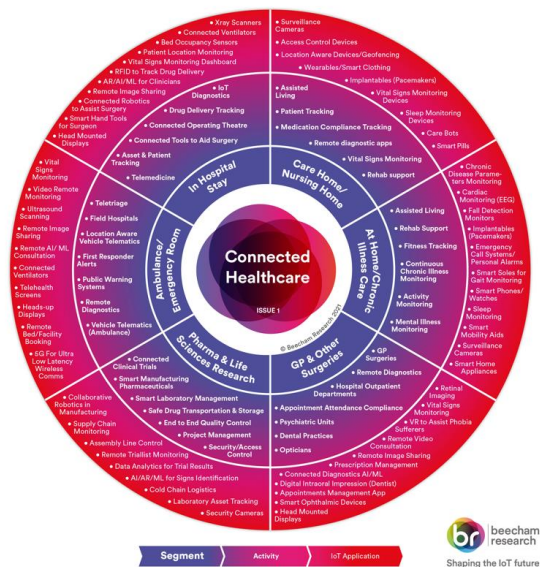 Connected
Healthcare
ISSUE 1
© Beecham Research 2021
In Hospital
Stay
• IoT
Diagnostics
• Drug Delivery Tracking
• Connected Operating Theatre
• Connected Tools to Aid Surgery
• Asset & Patient
Tracking
• Telemedicine
• Xray Scanners
• Connected Ventilators
• Bed Occupancy Sensors
• Patient Location Monitoring
• Vital Signs Monitoring Dashboard
• RFID to Track Drug Delivery
• AR/AI/ML for Clinicians
• Remote Image Sharing
• Connected Robotics
to Assist Surgery
• Smart Hand Tools
for Surgeon
• Head Mounted
Displays
Care Home/
Nursing Home
• Assisted
Living
• Patient Tracking
• Medication Compliance Tracking
• Remote diagnostic apps
• Vital Signs Monitoring
• Rehab support
• Surveillance
Cameras
• Access Control Devices
• Location Aware Devices/Geofencing
• Wearables/Smart Clothing
• Implantables (Pacemakers)
• Vital Signs Monitoring
Devices
• Sleep Monitoring
Devices
• Care Bots
• Smart Pills
At Home/Chronic
Illness Care
• Assisted Living
• Rehab Support
• Fitness Tracking
• Continuous
Chronic Illness
Monitoring
• Activity
Monitoring
• Mental Illness
Monitoring
• Chronic
Disease Parame-
ters Monitoring
• Cardiac
Monitoring (EEG)
• Fall Detection
Monitors
• Implantables
(Pacemakers)
• Emergency
Call Systems/
Personal Alarms
• Smart Soles for
Gait Monitoring
• Smart Phones/
Watches
• Sleep
Monitoring
• Smart
Mobility Aids
• Surveillance
Cameras
• Smart Home
Appliances
GP & Other
Surgeries
• GP
Surgeries
• Remote Diagnostics
• Hospital Outpatient
Departments
• Appointment Attendance Compliance
• Psychiatric Units
• Dental Practices
• Opticians
• Retinal
Imaging
• Vital Signs
Monitoring
• VR to Assist Phobia
Sufferers
• Remote Video
Consultation
• Remote Image Sharing
• Prescription Management
• Connected Diagnostics AI/ML
• Digital Intraoral Impression (Dentist)
• Appointments Management App
• Smart Ophthalmic Devices
• Head Mounted
Displays
Pharma & Life
Sciences Research
• Connected
Clinical Trials
• Smart Manufacturing
Pharmaceuticals
• Smart Laboratory Management
• Safe Drug Transportation & Storage
• End to End Quality Control
• Project Management
• Security/Access
Control
• Collaborative
Robotics in
Manufacturing
• Supply Chain
Monitoring
• Assembly Line Control
• Remote Triallist Monitoring
• Data Analytics for Trial Results
• AI/AR/ML for Signs Identification
• Cold Chain Logistics
• Laboratory Asset Tracking
• Security Cameras
Ambulance/
Emergency Room
• Teletriage
• Field Hospitals
• Location Aware
Vehicle Telematics
• First Responder
Alerts
• Public Warning
Systems
• Remote
Diagnostics
• Vehicle Telematics
(Ambulance)
• Vital
Signs
Monitoring
• Video Remote
Monitoring
• Ultrasound
Scanning
• Remote Image
Sharing
• Remote AI/ ML
Consultation
• Connected
Ventilators
• Telehealth
Screens
• Heads-up
Displays
• Remote
Bed/Facility
Booking
• 5G For Ultra
Low Latency
Wireless
Comms
Segment
Activity
IoT Application
br beecham
research
Shaping the IoT future